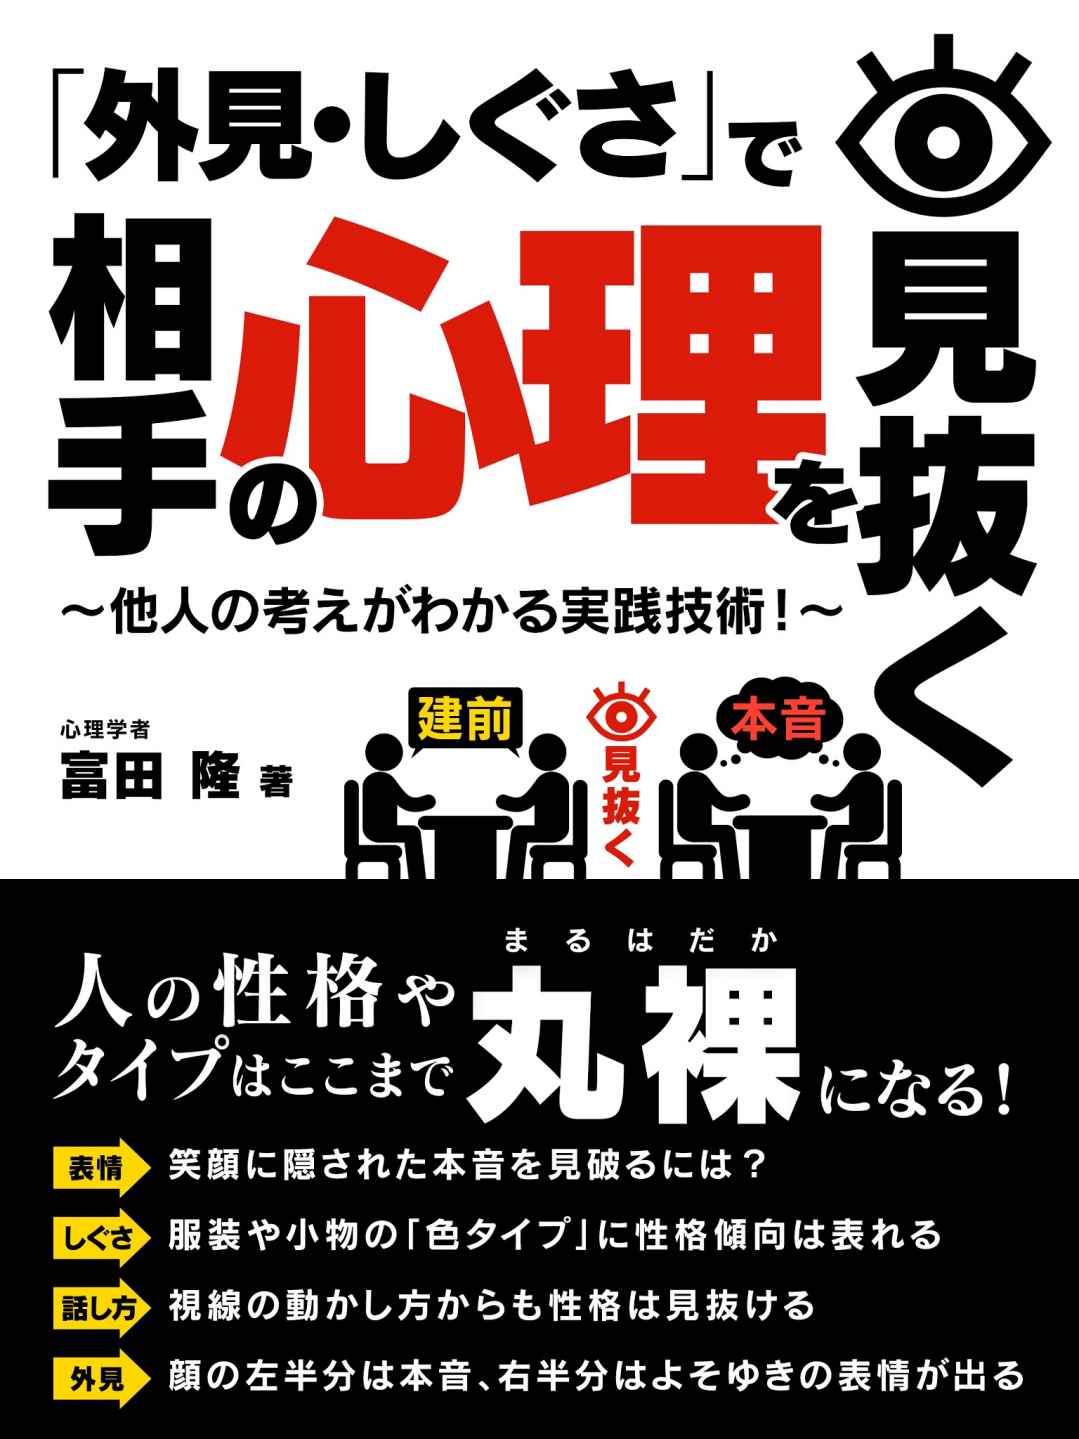 「外見・しぐさ」で
相手の心理を
見抜く
～他人の考えがわかる実践技術！～
心理学者
富田 隆 著
建前
見抜く
本音
まるはだか
人の性格や
タイプはここまで
丸裸になる！
表情 笑顔に隠された本音を見破るには？
しぐさ 服装や小物の「色タイプ」に性格傾向は表れる
話し方 視線の動かし方からも性格は見抜ける
外見 顔の左半分は本音、右半分はよそゆきの表情が出る